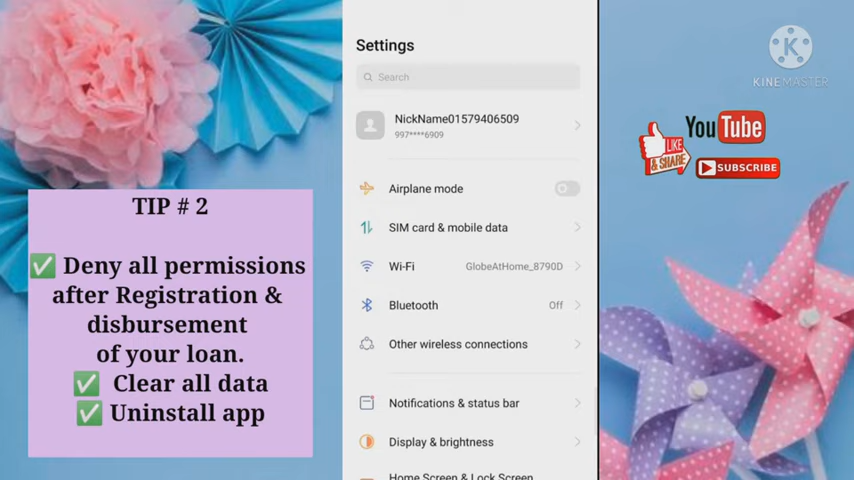 TIP # 2
✅ Deny all permissions
after Registration &
disbursement
of your loan.
✅ Clear all data
✅ Uninstall app
Settings
Search
NickName01579406509
997****6909
Airplane mode
SIM card & mobile data
Wi-Fi GlobeAtHome_8790D
Bluetooth Off
Other wireless connections
Notifications & status bar
Display & brightness
Home Screen & Lock Screen
K
KINEMASTER
YouTube
LIKE
& SHARE
SUBSCRIBE